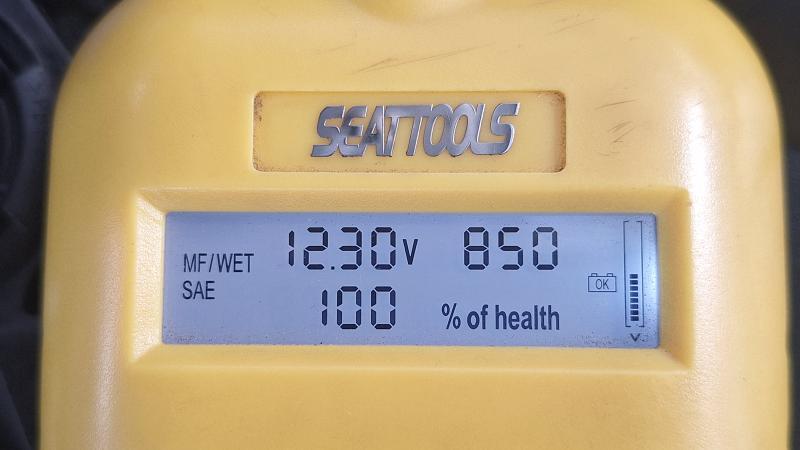 SEATTOOLS
MF/WET 12.30V 850
SAE 100 % of health
OK
V